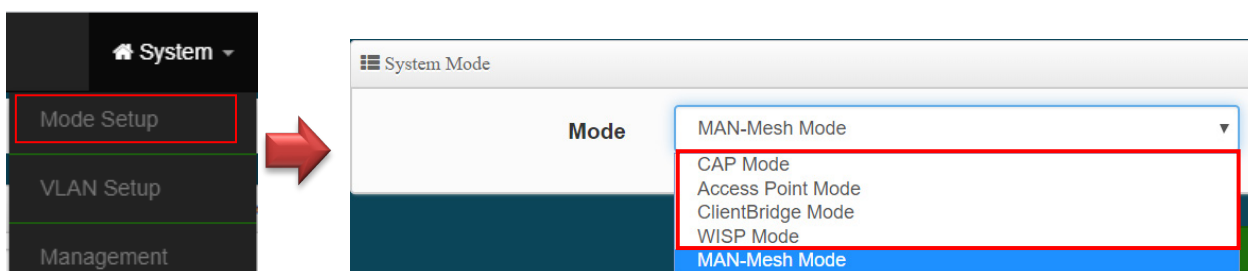 System
Mode Setup
VLAN Setup
Management
System Mode
Mode
MAN-Mesh Mode
CAP Mode
Access Point Mode
ClientBridge Mode
WISP Mode
MAN-Mesh Mode